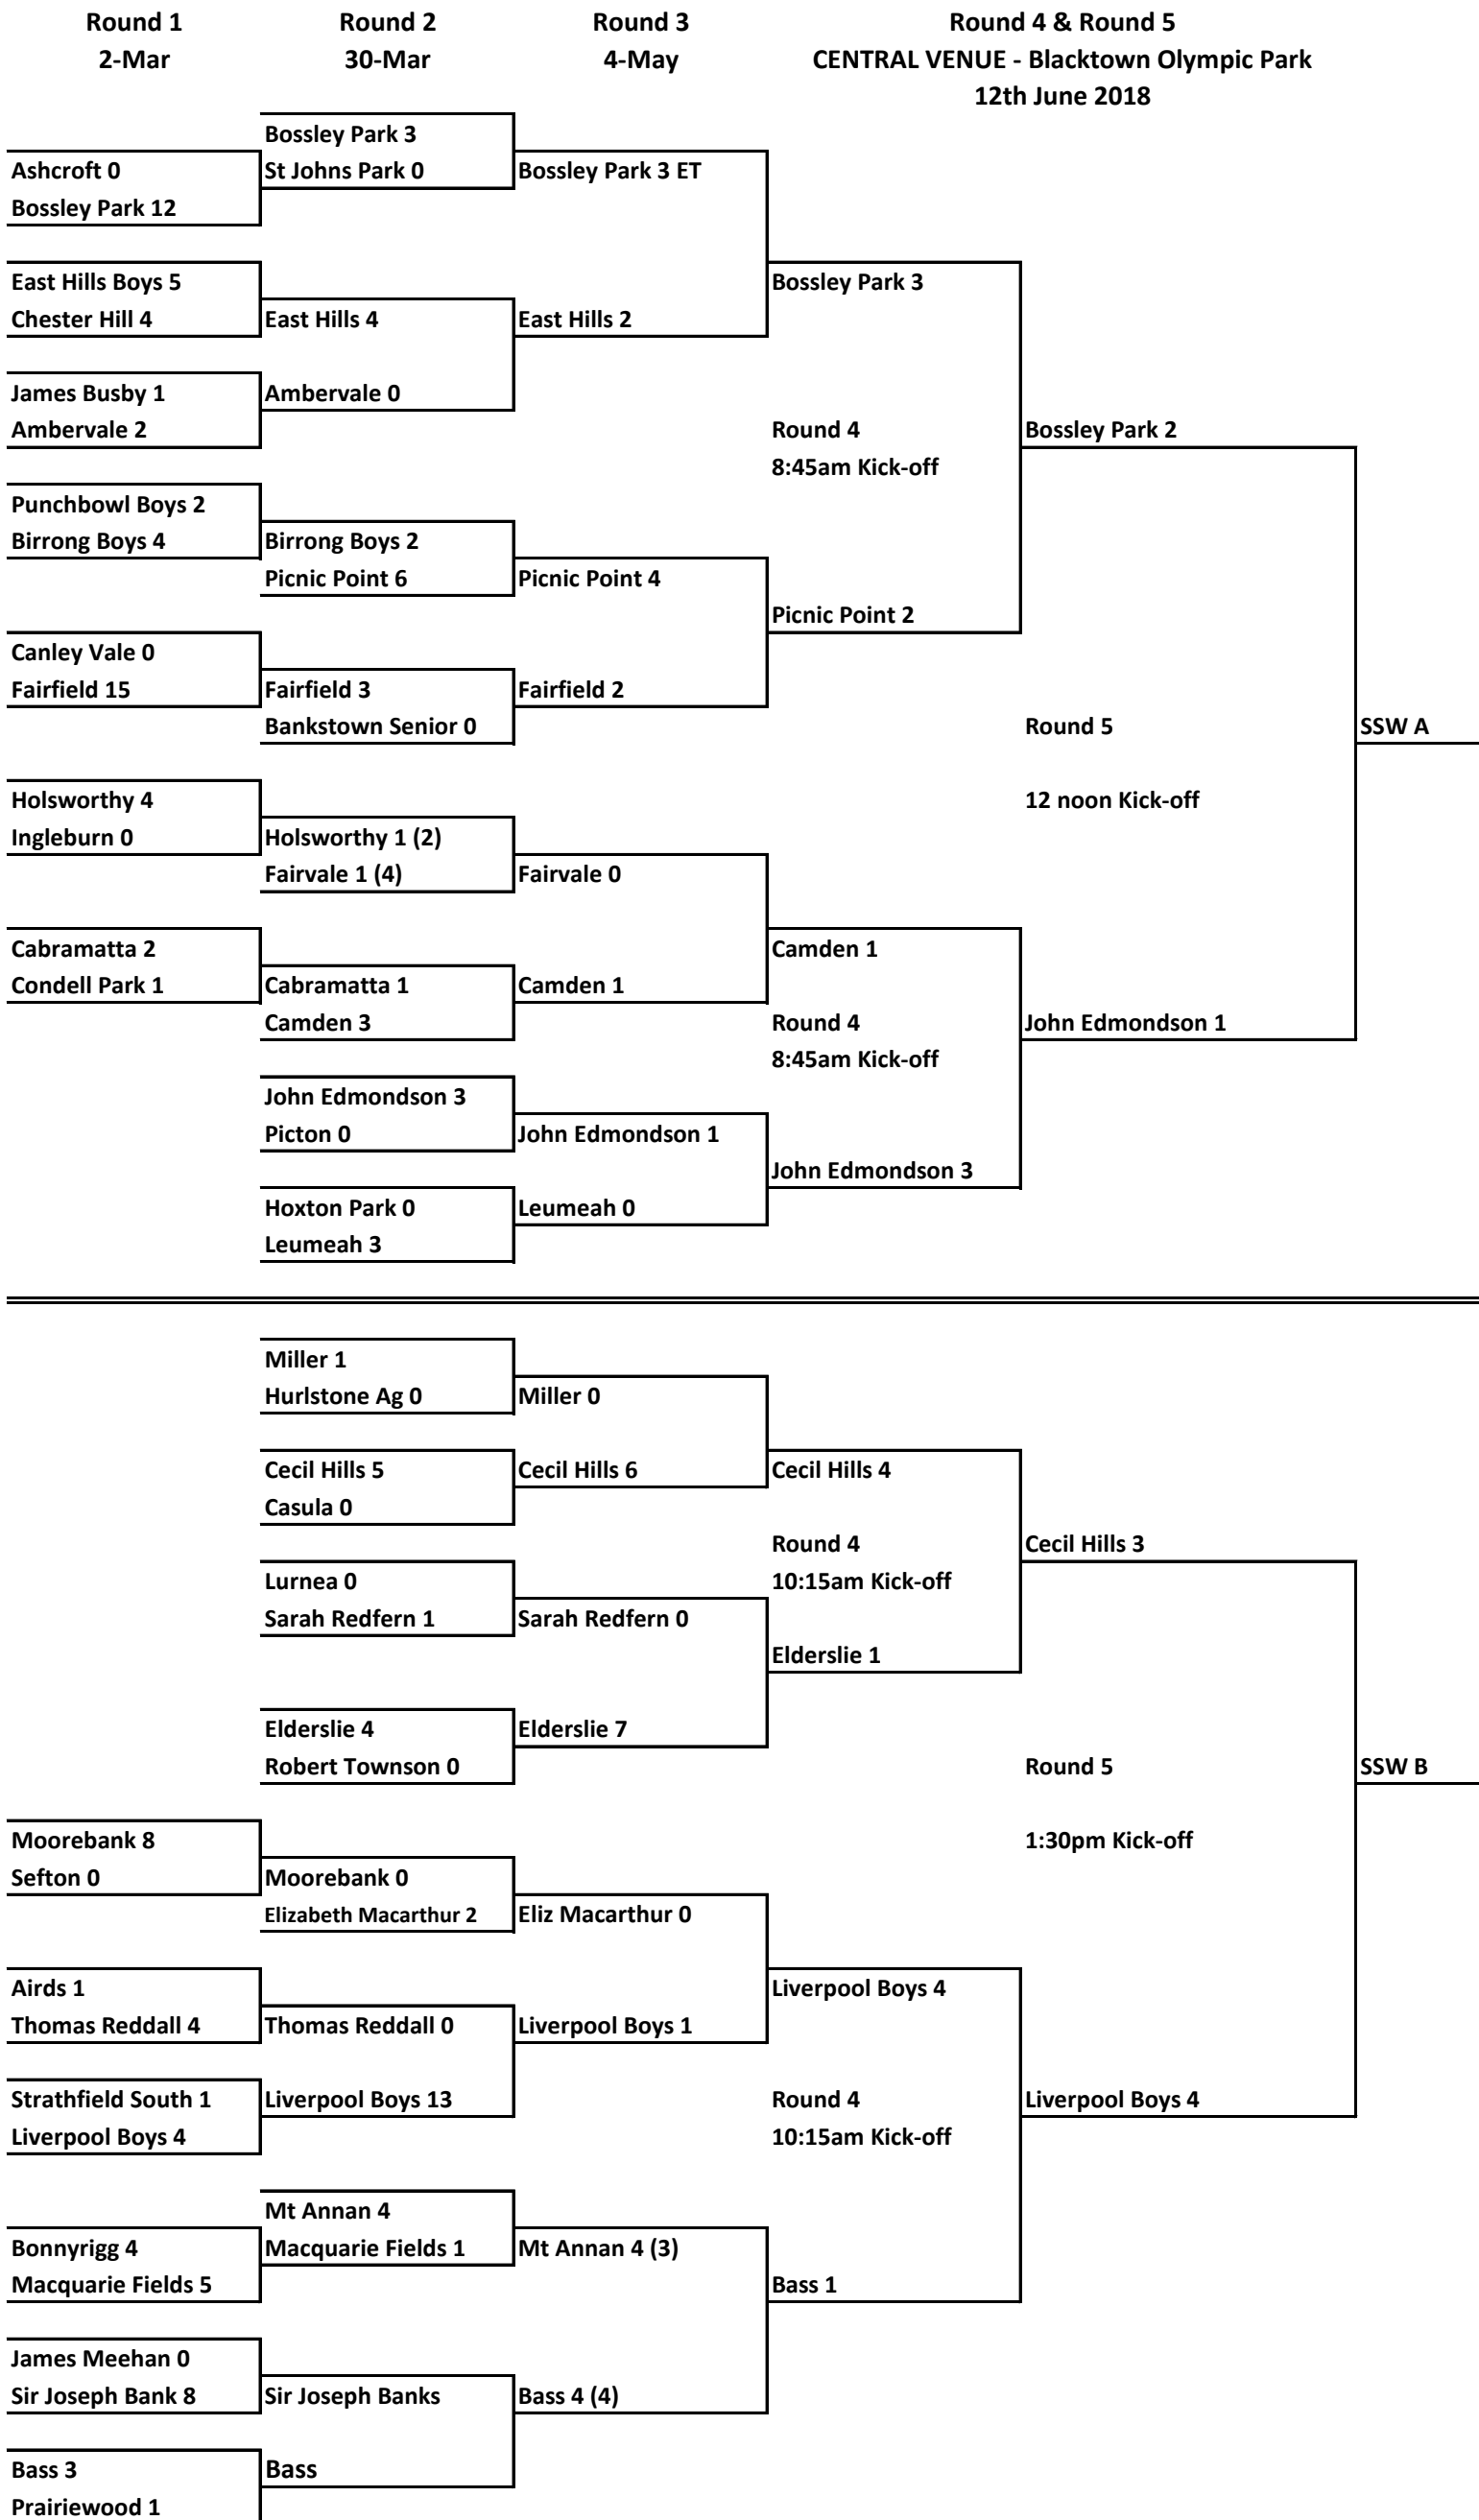 Round 1 Round 2 Round 3 Round 4 & Round 5
2-Mar 30-Mar 4-May CENTRAL VENUE - Blacktown Olympic Park
12th June 2018
Bossley Park 3
Ashcroft 0 St Johns Park 0 Bossley Park 3 ET
Bossley Park 12
East Hills Boys 5 Bossley Park 3
Chester Hill 4 East Hills 4 East Hills 2
James Busby 1 Ambervale 0
Ambervale 2 Round 4 Bossley Park 2
8:45am Kick-off
Punchbowl Boys 2
Birrong Boys 4 Birrong Boys 2
Picnic Point 6 Picnic Point 4
Picnic Point 2
Canley Vale 0
Fairfield 15 Fairfield 3 Fairfield 2
Bankstown Senior 0 Round 5 SSW A
Holsworthy 4 12 noon Kick-off
Ingleburn 0 Holsworthy 1 (2)
Fairvale 1 (4) Fairvale 0
Cabramatta 2 Camden 1
Condell Park 1 Cabramatta 1 Camden 1
Camden 3 Round 4 John Edmondson 1
8:45am Kick-off
John Edmondson 3
Picton 0 John Edmondson 1
John Edmondson 3
Hoxton Park 0 Leumeah 0
Leumeah 3
Miller 1
Hurlstone Ag 0 Miller 0
Cecil Hills 5 Cecil Hills 6 Cecil Hills 4
Casula 0
Round 4 Cecil Hills 3
Lurnea 0 10:15am Kick-off
Sarah Redfern 1 Sarah Redfern 0
Elderslie 1
Elderslie 4 Elderslie 7
Robert Townson 0 Round 5 SSW B
Moorebank 8 1:30pm Kick-off
Sefton 0 Moorebank 0
Elizabeth Macarthur 2 Eliz Macarthur 0
Airds 1 Liverpool Boys 4
Thomas Reddall 4 Thomas Reddall 0 Liverpool Boys 1
Strathfield South 1 Liverpool Boys 13 Round 4 Liverpool Boys 4
Liverpool Boys 4 10:15am Kick-off
Mt Annan 4
Bonnyrigg 4 Macquarie Fields 1 Mt Annan 4 (3)
Macquarie Fields 5 Bass 1
James Meehan 0
Sir Joseph Bank 8 Sir Joseph Banks Bass 4 (4)
Bass 3 Bass
Prairiewood 1